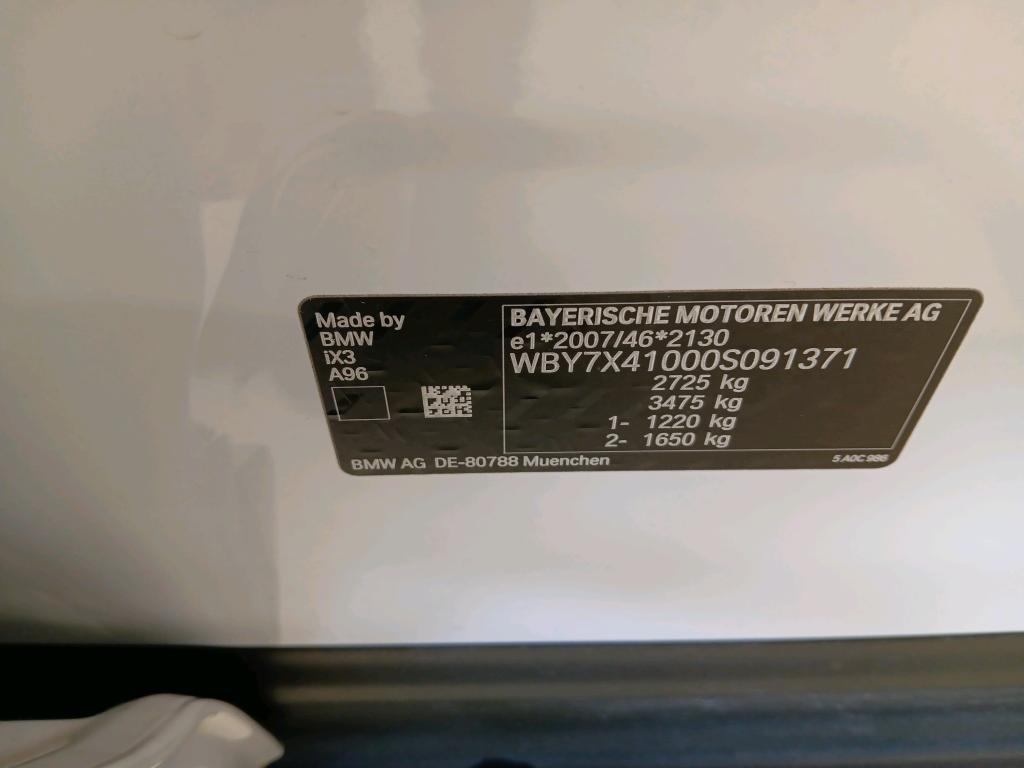 Made by
BMW
iX3
A96
BAYERISCHE MOTOREN WERKE AG
e1*2007/46*2130
WBY7X41000S091371
2725 kg
3475 kg
1- 1220 kg
2- 1650 kg
BMW AG DE-80788 Muenchen
5 A0C 986